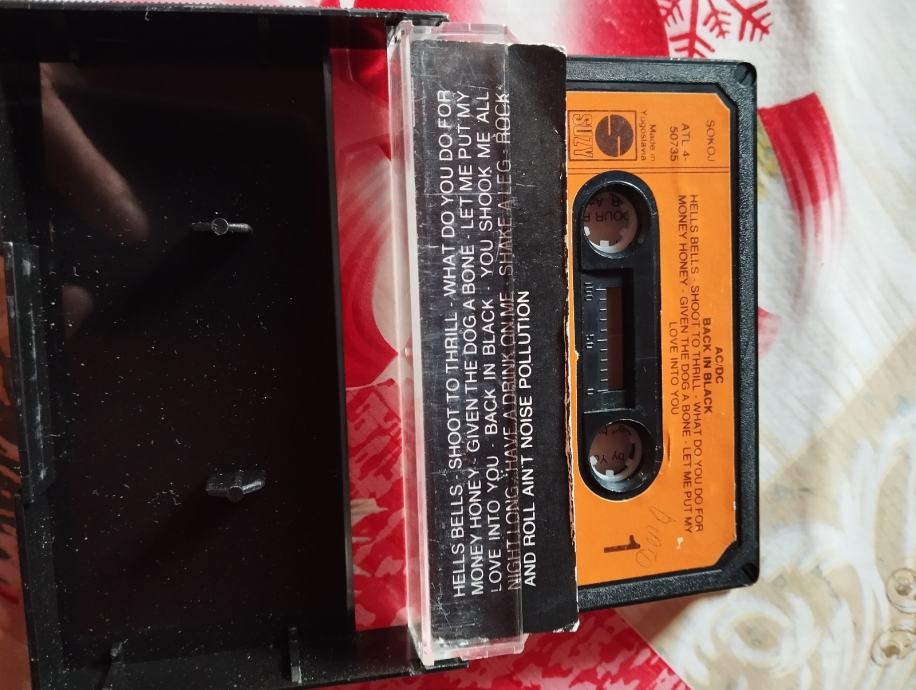 HELLS BELLS · SHOOT TO THRILL · WHAT DO YOU DO FOR
MONEY HONEY · GIVEN THE DOG A BONE · LET ME PUT MY
LOVE INTO YOU · BACK IN BLACK · YOU SHOOK ME ALL
NIGHT LONG · HAVE A DRINK ON ME · SHAKE A LEG · ROCK
AND ROLL AIN'T NOISE POLLUTION
SOKOJ
ATL 4-
50735
Made in
Yugoslavia
SUZY
AC/DC
BACK IN BLACK
HELLS BELLS · SHOOT TO THRILL · WHAT DO YOU DO FOR
MONEY HONEY · GIVEN THE DOG A BONE · LET ME PUT MY
LOVE INTO YOU
100 50 0
1